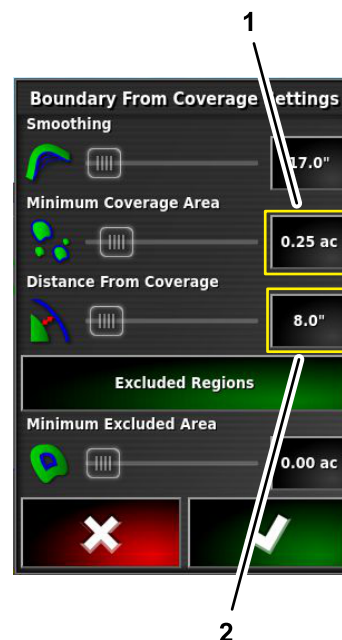 1
Boundary From Coverage Settings
Smoothing
17.0"
Minimum Coverage Area
0.25 ac
Distance From Coverage
8.0"
Excluded Regions
Minimum Excluded Area
0.00 ac
2